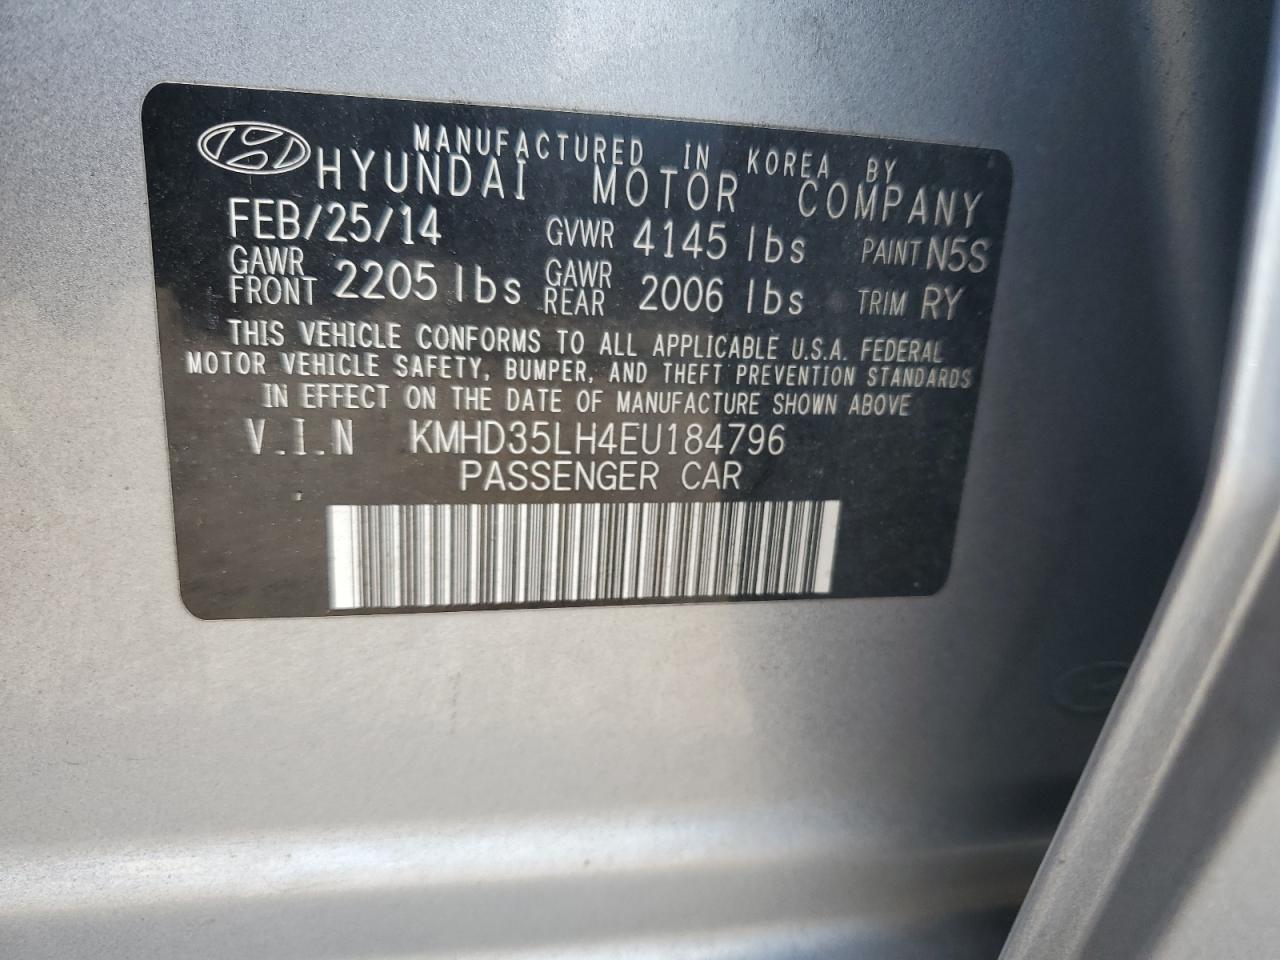 MANUFACTURED IN KOREA BY
HYUNDAI MOTOR COMPANY
FEB/25/14 GVWR 4145 lbs PAINT N5S
GAWR FRONT 2205 lbs GAWR REAR 2006 lbs TRIM RY
THIS VEHICLE CONFORMS TO ALL APPLICABLE U.S.A. FEDERAL
MOTOR VEHICLE SAFETY, BUMPER, AND THEFT PREVENTION STANDARDS
IN EFFECT ON THE DATE OF MANUFACTURE SHOWN ABOVE
V.I.N KMHD35LH4EU184796
PASSENGER CAR